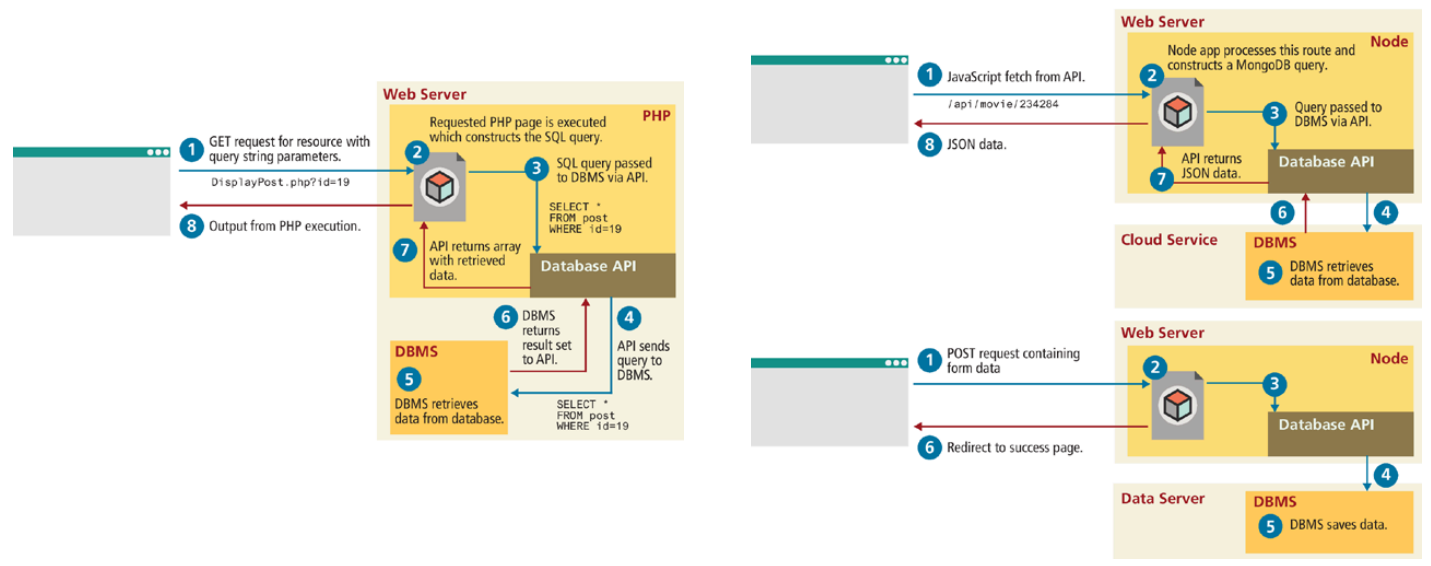 Web Server
PHP
Requested PHP page is executed
which constructs the SQL query.
1
GET request for resource with
query string parameters.
DisplayPost.php?id=19
2
3
SQL query passed
to DBMS via API.
SELECT *
FROM post
WHERE id=19
8
Output from PHP execution.
7
API returns array
with retrieved
data.
Database API
6
DBMS
returns
result set
to API.
4
API sends
query to
DBMS.
DBMS
5
DBMS retrieves
data from database.
SELECT *
FROM post
WHERE id=19
Web Server
Node
Node app processes this route and
constructs a MongoDB query.
1
JavaScript fetch from API.
/api/movie/234284
2
3
Query passed to
DBMS via API.
8
JSON data.
API returns
JSON data.
7
Database API
6
4
Cloud Service
DBMS
5
DBMS retrieves
data from database.
Web Server
Node
1
POST request containing
form data
2
3
Database API
6
Redirect to success page.
4
Data Server
DBMS
5
DBMS saves data.